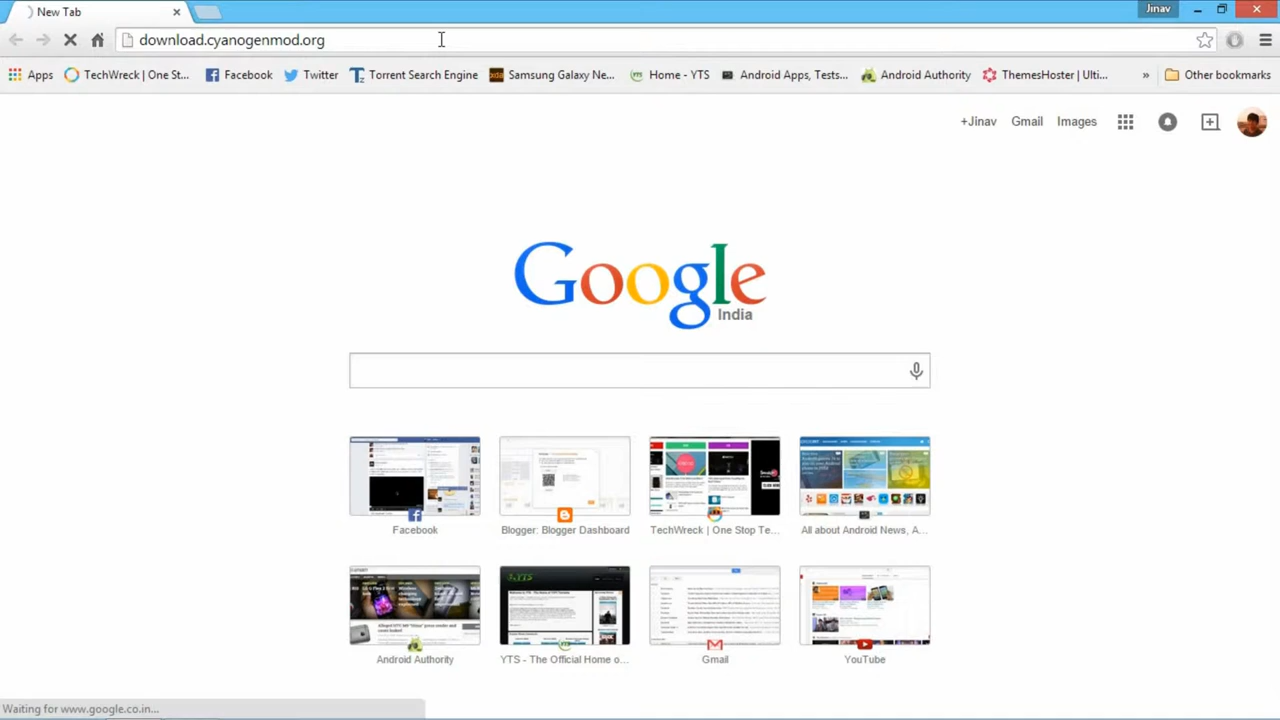 New Tab
Jinav
download.cyanogenmod.org
Apps TechWreck | One St... Facebook Twitter Torrent Search Engine Samsung Galaxy Ne... Home - YTS Android Apps, Tests... Android Authority ThemesHoster | Ulti... » Other bookmarks
+Jinav Gmail Images
Google
India
Facebook Blogger: Blogger Dashboard TechWreck | One Stop Te... All about Android News, A...
Android Authority YTS - The Official Home o... Gmail YouTube
Waiting for www.google.co.in...